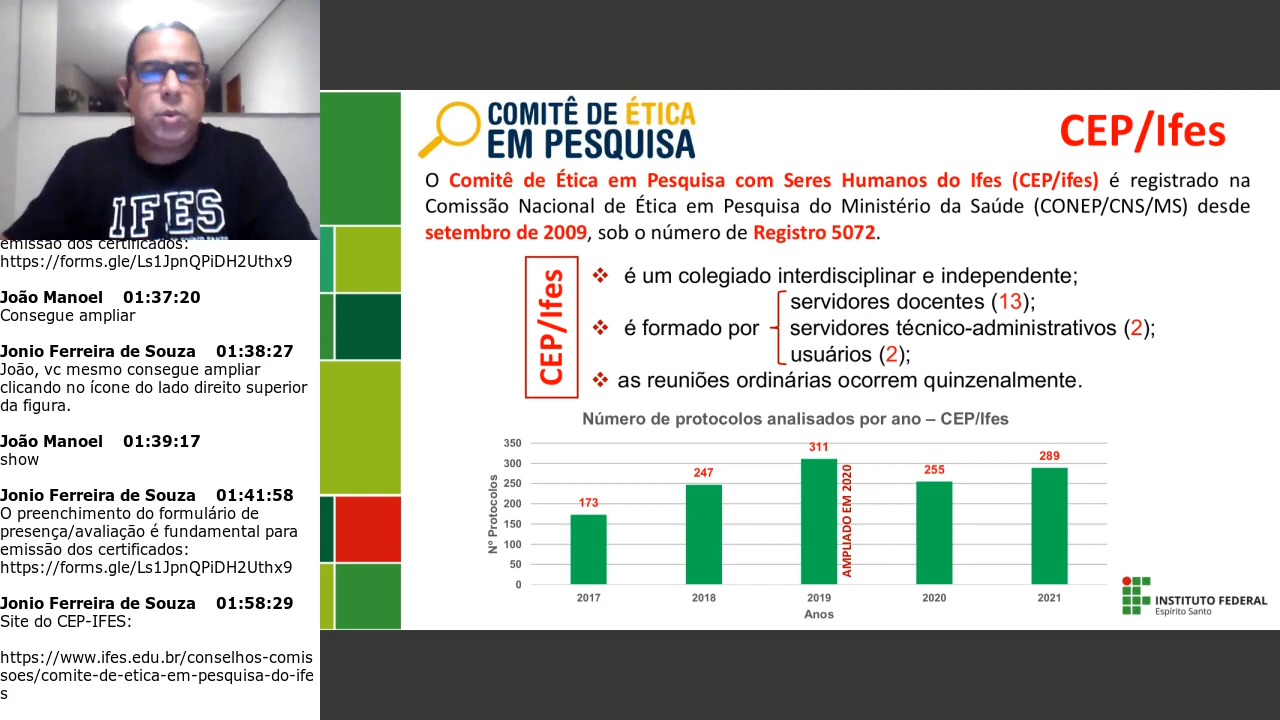 IFES
emissão dos certificados:
https://forms.gle/Ls1JpnQPiDH2Uthx9
João Manoel 01:37:20
Consegue ampliar
Jonio Ferreira de Souza 01:38:27
João, vc mesmo consegue ampliar
clicando no ícone do lado direito superior
da figura.
João Manoel 01:39:17
show
Jonio Ferreira de Souza 01:41:58
O preenchimento do formulário de
presença/avaliação é fundamental para
emissão dos certificados:
https://forms.gle/Ls1JpnQPiDH2Uthx9
Jonio Ferreira de Souza 01:58:29
Site do CEP-IFES:
https://www.ifes.edu.br/conselhos-comis
soes/comite-de-etica-em-pesquisa-do-ife
s
COMITÊ DE ÉTICA
EM PESQUISA
CEP/Ifes
O Comitê de Ética em Pesquisa com Seres Humanos do Ifes (CEP/ifes) é registrado na
Comissão Nacional de Ética em Pesquisa do Ministério da Saúde (CONEP/CNS/MS) desde
setembro de 2009, sob o número de Registro 5072.
CEP/Ifes
❖ é um colegiado interdisciplinar e independente;
servidores docentes (13);
❖ é formado por servidores técnico-administrativos (2);
usuários (2);
❖ as reuniões ordinárias ocorrem quinzenalmente.
Número de protocolos analisados por ano – CEP/Ifes
Nº Protocolos
350
300
250
200
150
100
50
0
173
247
311
255
289
AMPLIADO EM 2020
2017 2018 2019 2020 2021
Anos
INSTITUTO FEDERAL
Espírito Santo